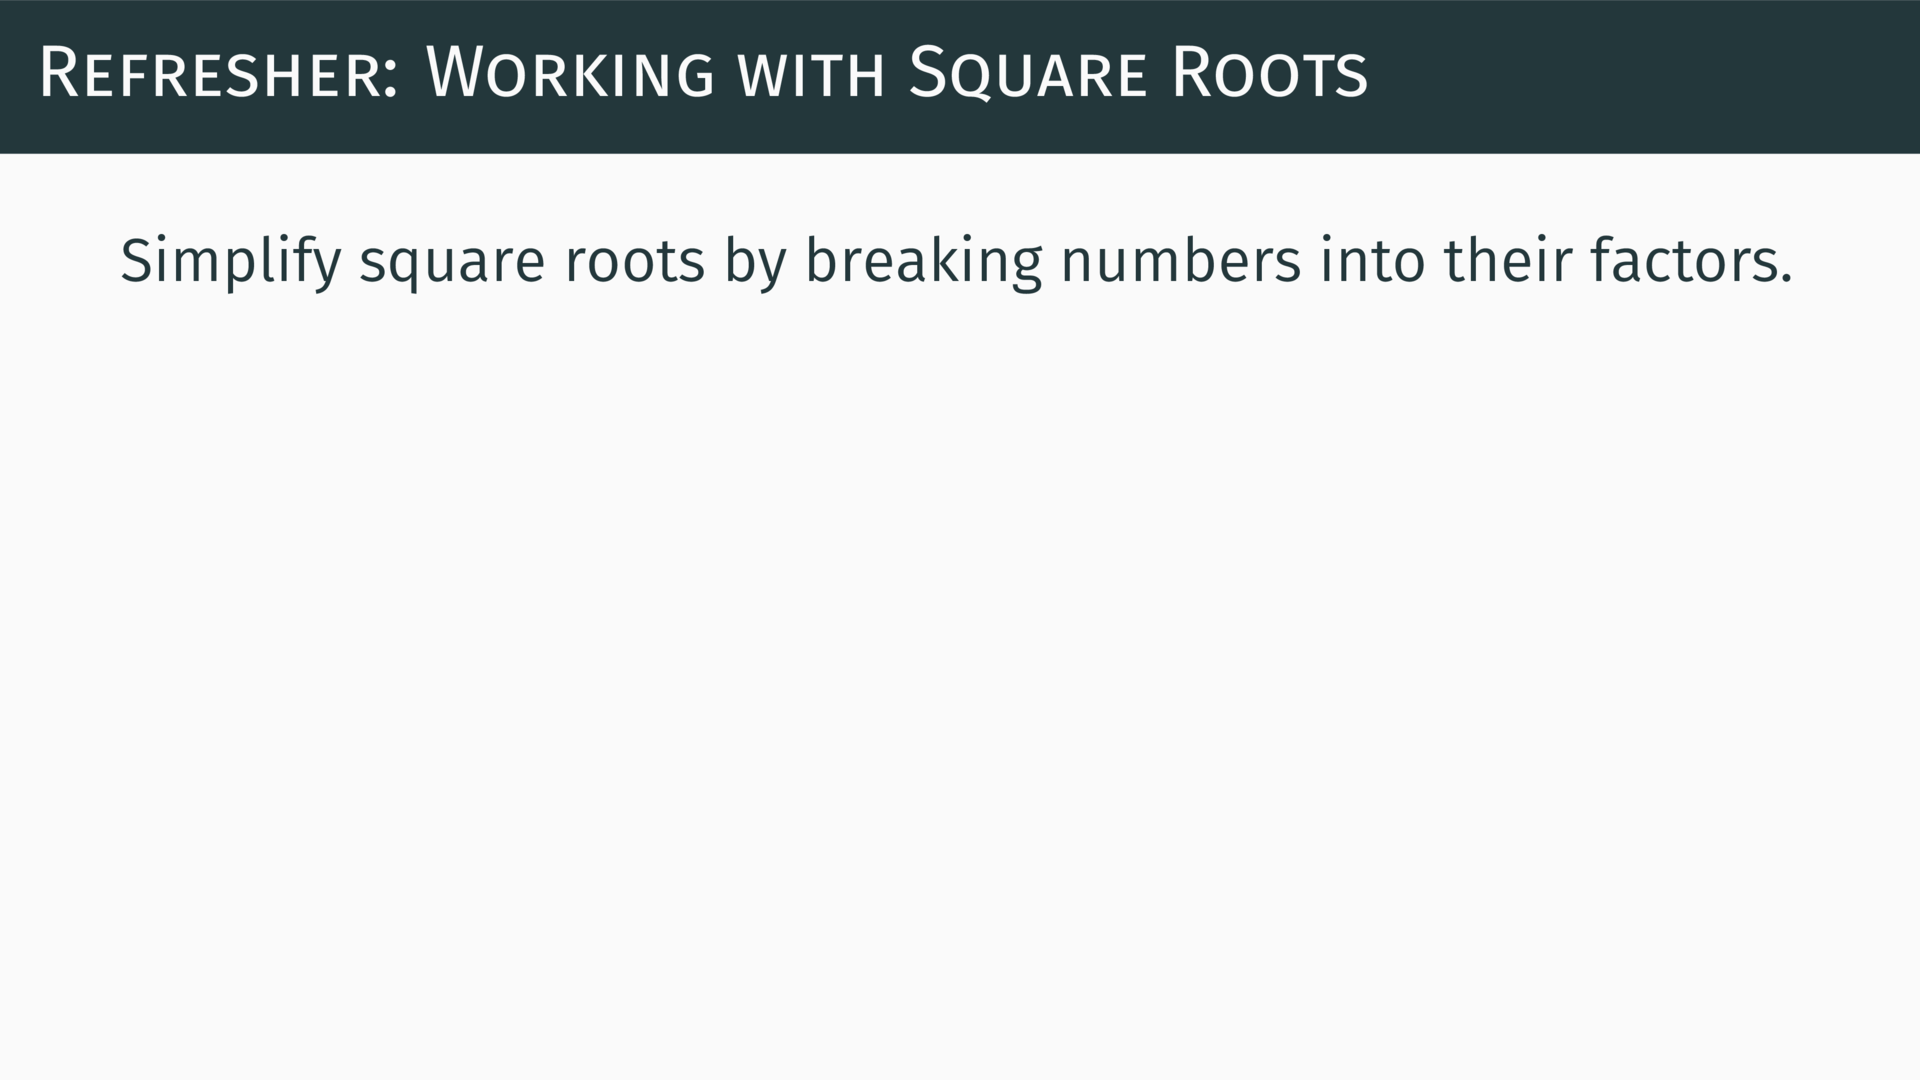 Refresher: Working with Square Roots
Simplify square roots by breaking numbers into their factors.